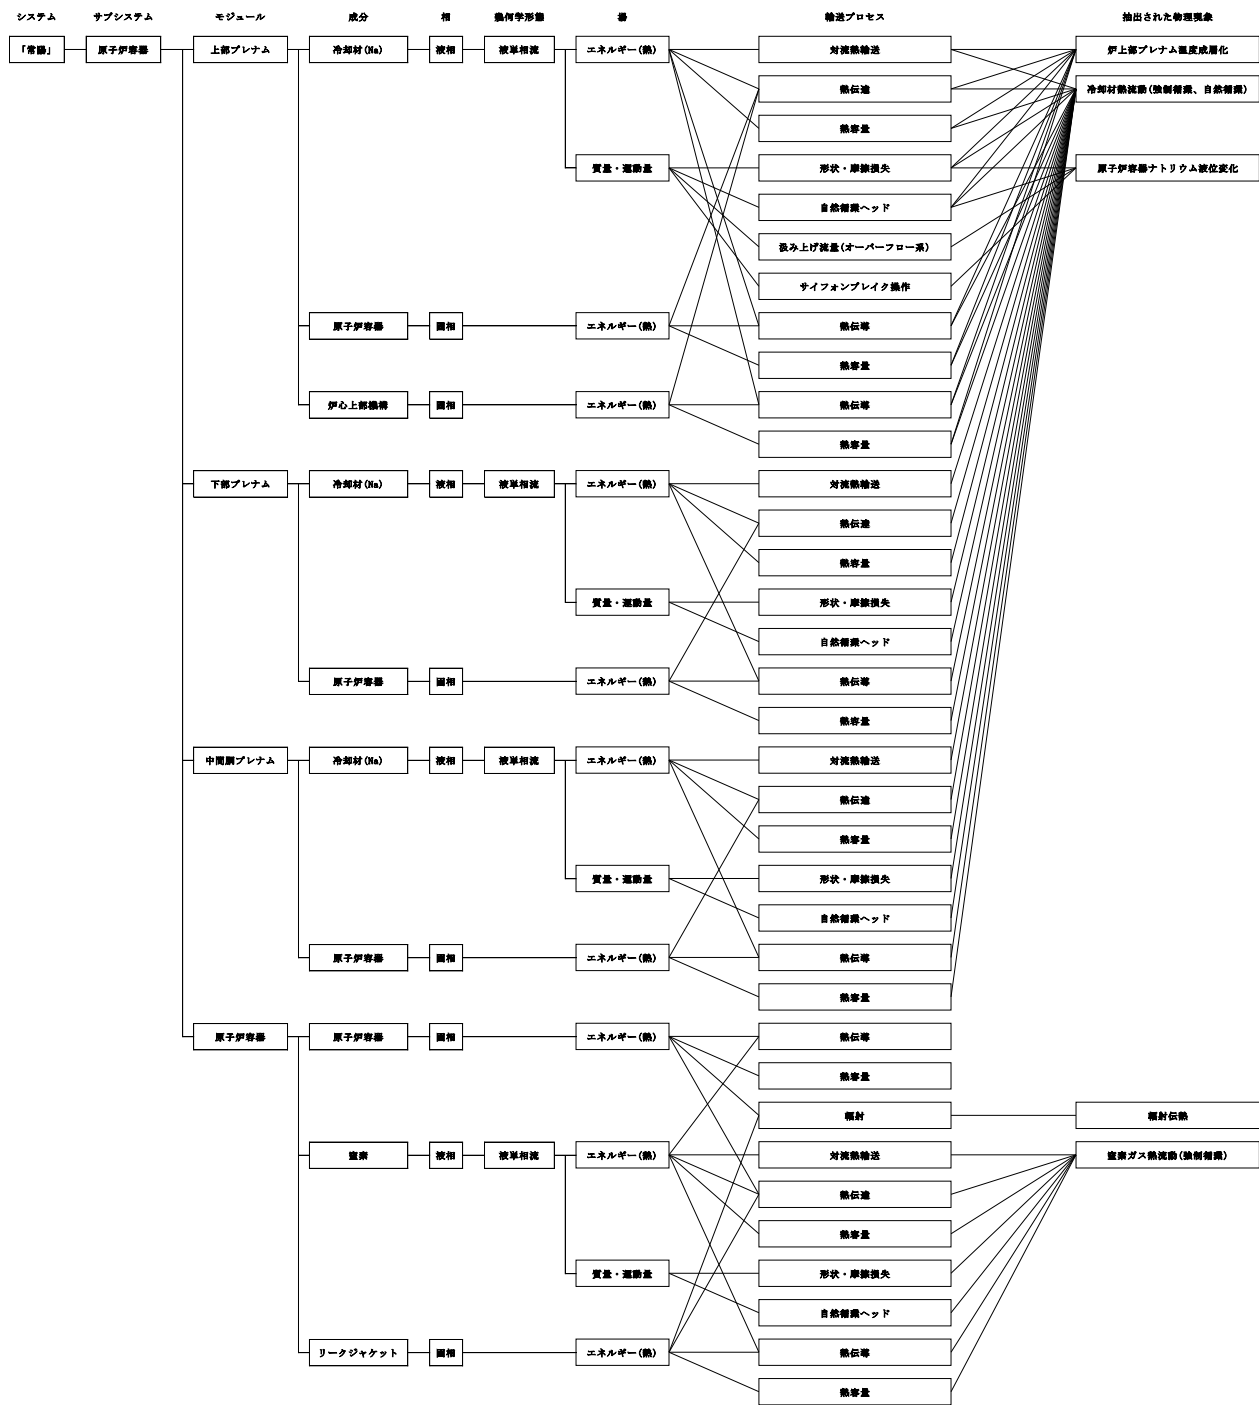 システム サブシステム モジュール 成分 相 幾何学形態 場 輸送プロセス 抽出された物理現象
「常陽」 原子炉容器 上部プレナム 冷却材(Na) 液相 液単相流 エネルギー(熱) 対流熱輸送 炉上部プレナム温度成層化
熱伝達 冷却材熱流動(強制循環、自然循環)
熱容量
質量・運動量 形状・摩擦損失 原子炉容器ナトリウム液位変化
自然循環ヘッド
汲み上げ流量(オーバーフロー系)
サイフォンブレイク操作
原子炉容器 固相 エネルギー(熱) 熱伝導
熱容量
炉心上部機構 固相 エネルギー(熱) 熱伝導
熱容量
下部プレナム 冷却材(Na) 液相 液単相流 エネルギー(熱) 対流熱輸送
熱伝達
熱容量
質量・運動量 形状・摩擦損失
自然循環ヘッド
原子炉容器 固相 エネルギー(熱) 熱伝導
熱容量
中間胴プレナム 冷却材(Na) 液相 液単相流 エネルギー(熱) 対流熱輸送
熱伝達
熱容量
質量・運動量 形状・摩擦損失
自然循環ヘッド
原子炉容器 固相 エネルギー(熱) 熱伝導
熱容量
原子炉容器 原子炉容器 固相 エネルギー(熱) 熱伝導
熱容量
輻射 輻射伝熱
窒素 液相 液単相流 エネルギー(熱) 対流熱輸送 窒素ガス熱流動(強制循環)
熱伝達
熱容量
質量・運動量 形状・摩擦損失
自然循環ヘッド
リークジャケット 固相 エネルギー(熱) 熱伝導
熱容量